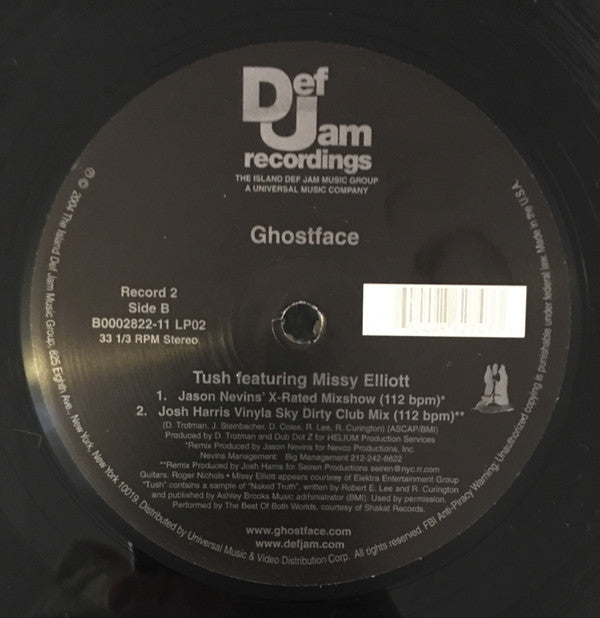 Def
Jam
recordings
THE ISLAND DEF JAM MUSIC GROUP
A UNIVERSAL MUSIC COMPANY
Ghostface
Record 2
Side B
B0002822-11 LP02
33 1/3 RPM Stereo
Tush featuring Missy Elliott
1. Jason Nevins' X-Rated Mixshow (112 bpm)*
2. Josh Harris Vinyla Sky Dirty Club Mix (112 bpm)**
(D. Trotman, J. Steinbacher, D. Coles, R. Lee, R. Curington) (ASCAP/BMI)
Produced by D. Trotman and Dub Dot Z for HELIUM Production Services
*Remix Produced by Jason Nevins for Nevco Productions, Inc.
Nevins Management: Big Management 212-242-8822
**Remix Produced by Josh Harris for Seiren Productions seiren@nyc.rr.com
Guitars: Roger Nichols • Missy Elliott appears courtesy of Elektra Entertainment Group
"Tush" contains a sample of "Naked Truth", written by Robert E. Lee and R. Curington
and published by Ashley Brooks Music administrator (BMI). Used by permission.
Performed by The Best Of Both Worlds, courtesy of Shakat Records.
www.ghostface.com
www.defjam.com
℗ © 2004 The Island Def Jam Music Group, 825 Eighth Ave., New York, New York 10019. Distributed by Universal Music & Video Distribution Corp. All rights reserved. FBI Anti-Piracy Warning: Unauthorized copying is punishable under federal law. Made in the U.S.A.